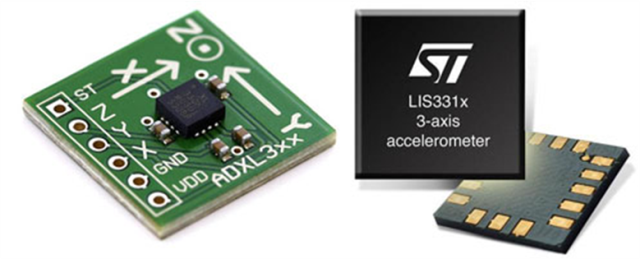 ST
Z
Y
X
GND
VDD
Z
X
Y
ADXL3xx
ST
LIS331x
3-axis
accelerometer